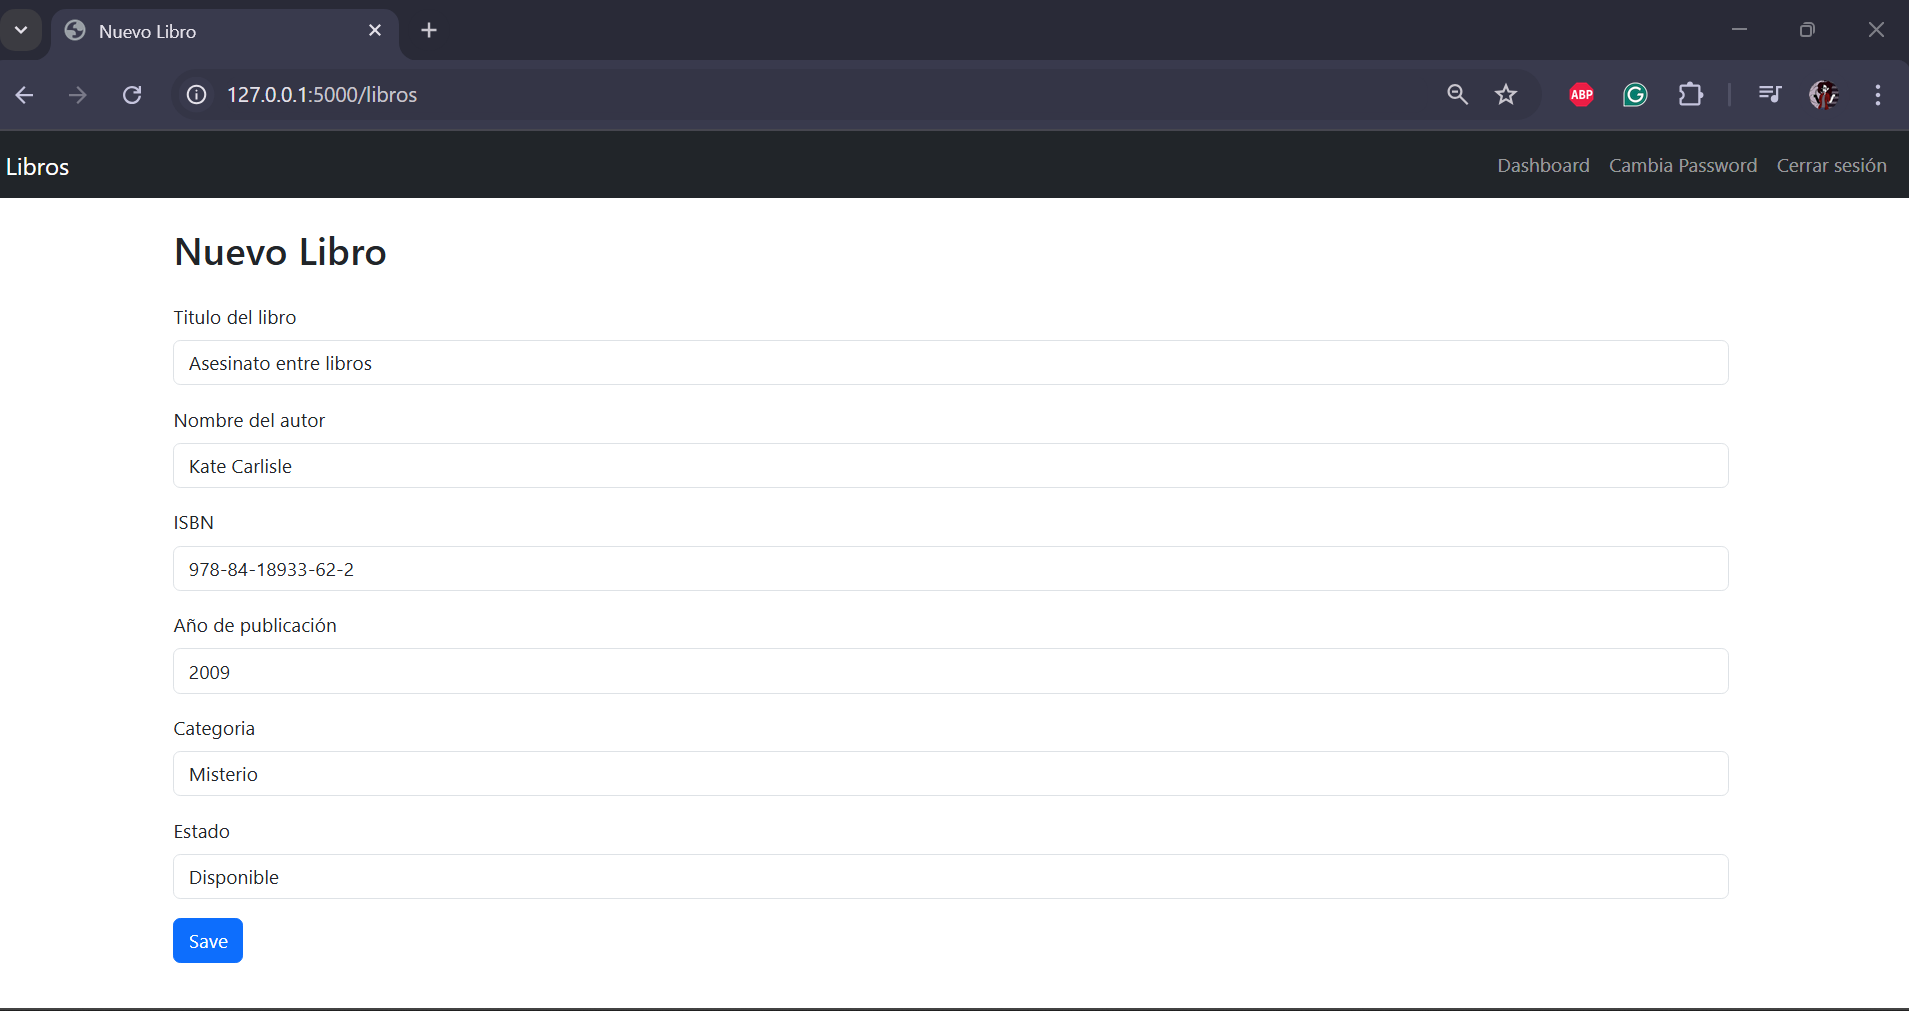 Nuevo Libro
127.0.0.1:5000/libros
ABP
G
Libros
Dashboard Cambia Password Cerrar sesión
Nuevo Libro
Titulo del libro
Asesinato entre libros
Nombre del autor
Kate Carlisle
ISBN
978-84-18933-62-2
Año de publicación
2009
Categoria
Misterio
Estado
Disponible
Save